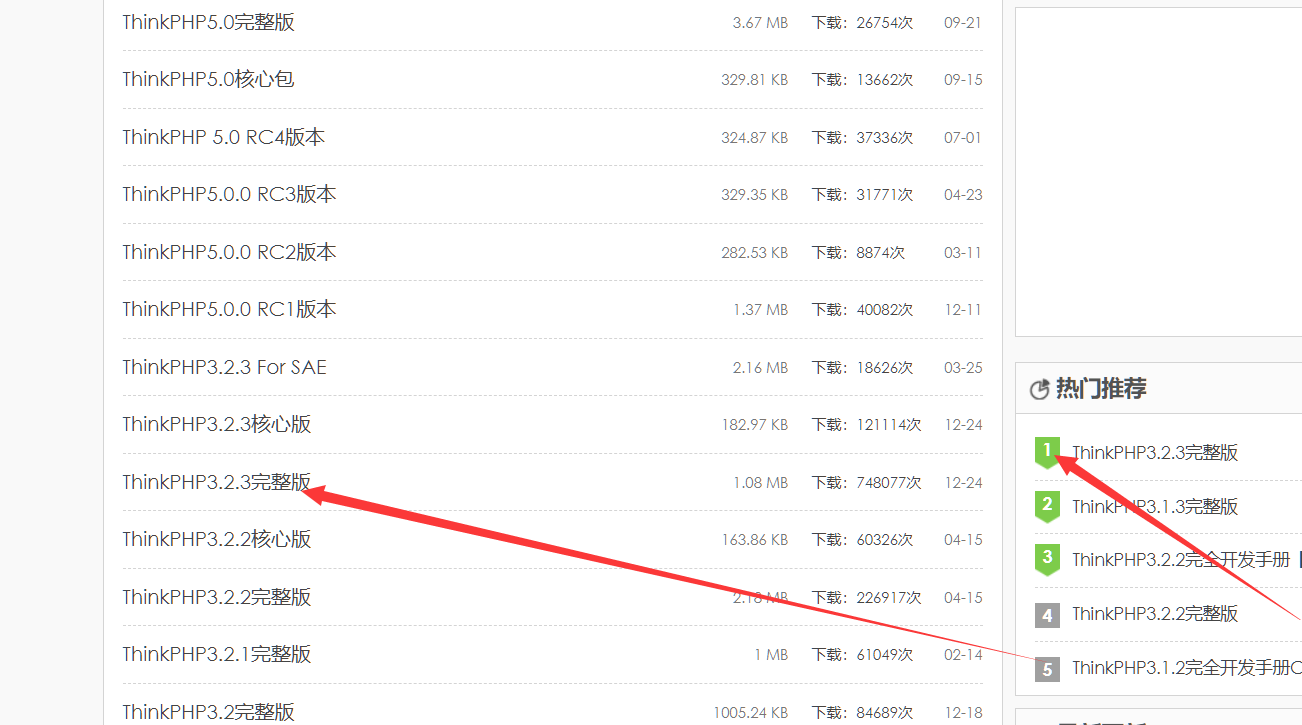 ThinkPHP5.0完整版 3.67 MB 下载：26754次 09-21
ThinkPHP5.0核心包 329.81 KB 下载：13662次 09-15
ThinkPHP 5.0 RC4版本 324.87 KB 下载：37336次 07-01
ThinkPHP5.0.0 RC3版本 329.35 KB 下载：31771次 04-23
ThinkPHP5.0.0 RC2版本 282.53 KB 下载：8874次 03-11
ThinkPHP5.0.0 RC1版本 1.37 MB 下载：40082次 12-11
ThinkPHP3.2.3 For SAE 2.16 MB 下载：18626次 03-25
ThinkPHP3.2.3核心版 182.97 KB 下载：121114次 12-24
ThinkPHP3.2.3完整版 1.08 MB 下载：748077次 12-24
ThinkPHP3.2.2核心版 163.86 KB 下载：60326次 04-15
ThinkPHP3.2.2完整版 2.18 MB 下载：226917次 04-15
ThinkPHP3.2.1完整版 1 MB 下载：61049次 02-14
ThinkPHP3.2完整版 1005.24 KB 下载：84689次 12-18
热门推荐
1 ThinkPHP3.2.3完整版
2 ThinkPHP3.1.3完整版
3 ThinkPHP3.2.2完全开发手册
4 ThinkPHP3.2.2完整版
5 ThinkPHP3.1.2完全开发手册C